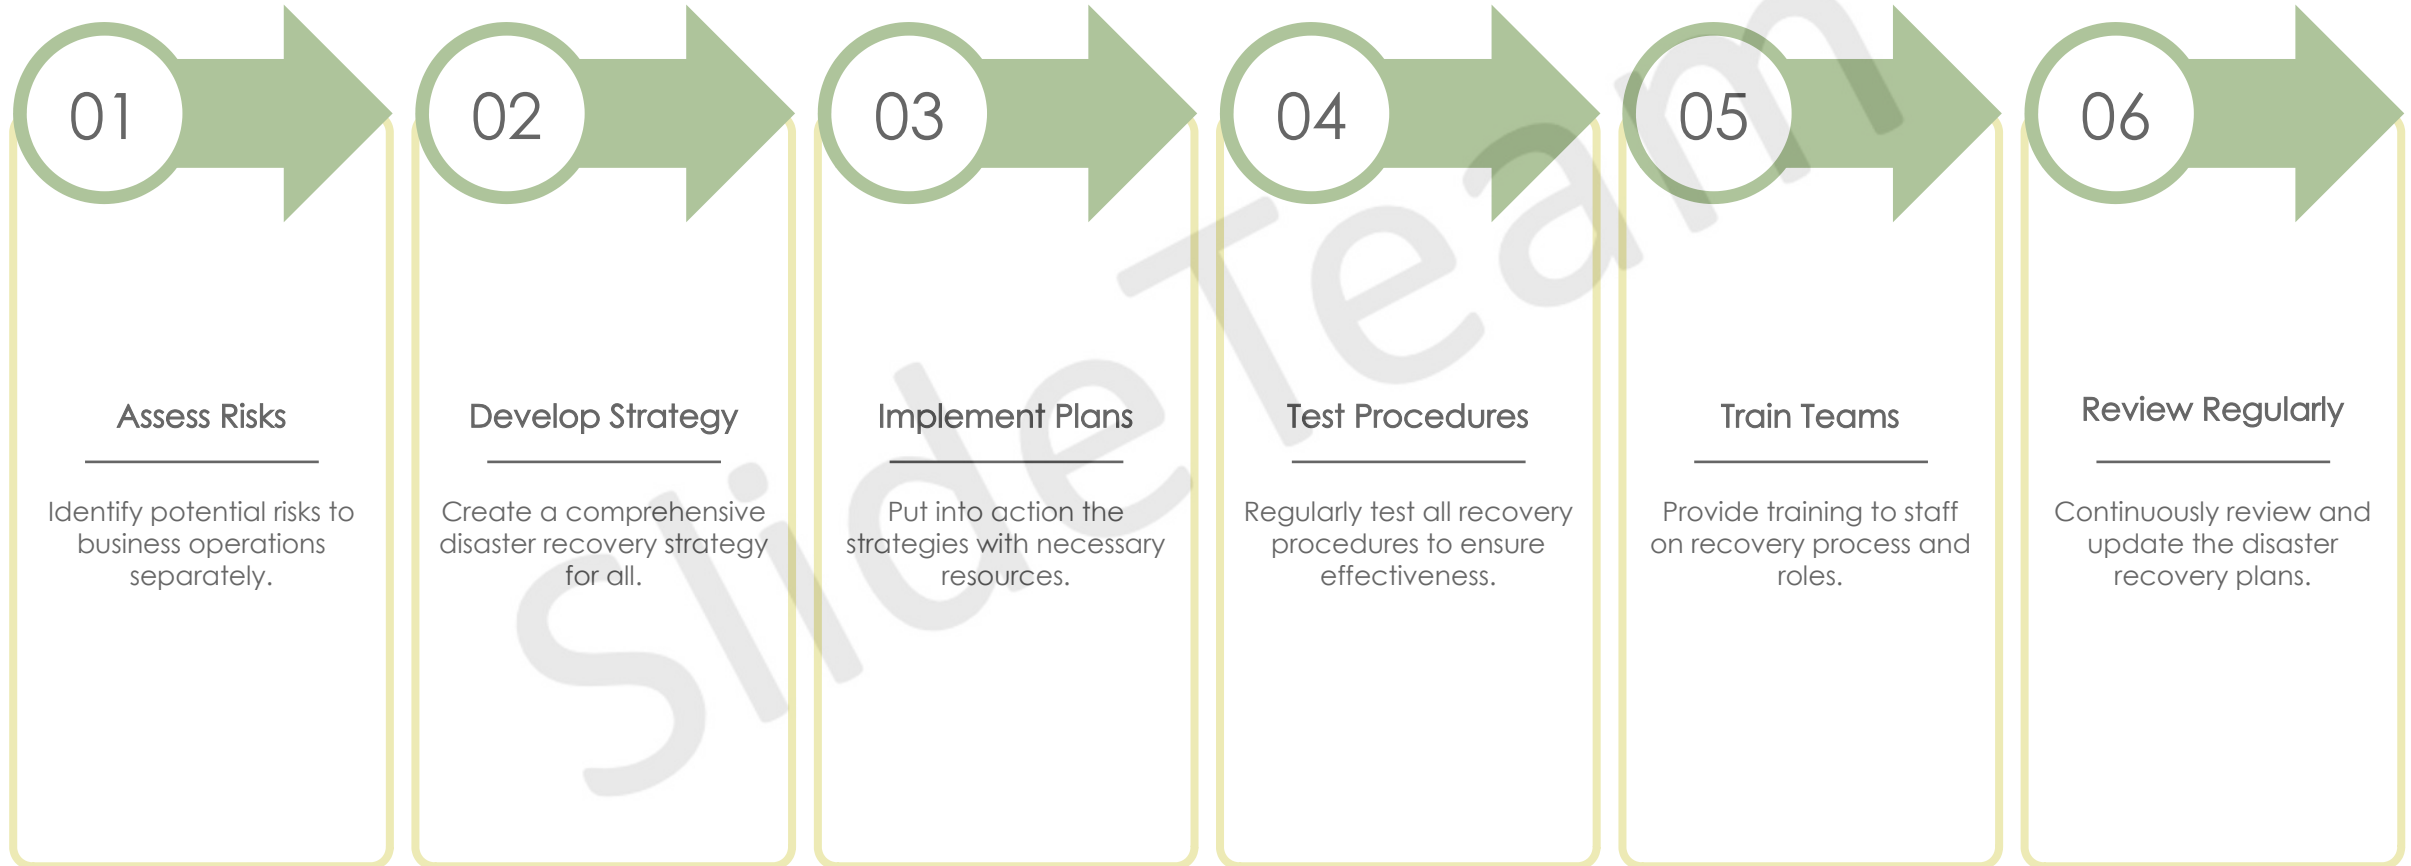 01
Assess Risks
Identify potential risks to
business operations
separately.
02
Develop Strategy
Create a comprehensive
disaster recovery strategy
for all.
03
Implement Plans
Put into action the
strategies with necessary
resources.
04
Test Procedures
Regularly test all recovery
procedures to ensure
effectiveness.
05
Train Teams
Provide training to staff
on recovery process and
roles.
06
Review Regularly
Continuously review and
update the disaster
recovery plans.
SlideTeam